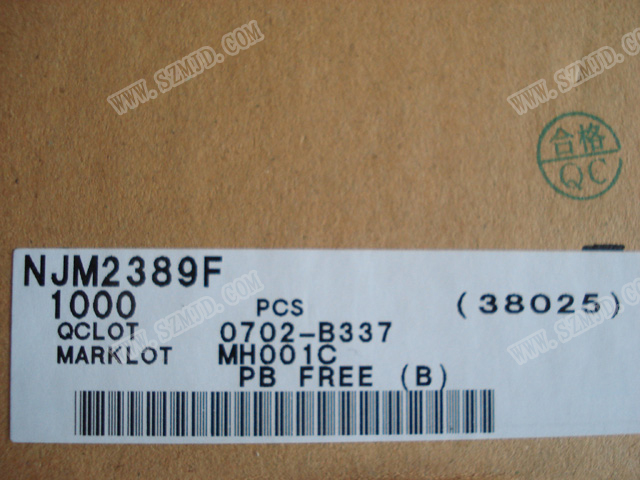 WWW.SZMJD.COM
WWW.SZMJD.COM
合格
QC
NJM2389F
1000 PCS (38025)
QCLOT 0702-B337
MARKLOT MH001C
PB FREE (B)
WWW.SZMJD.COM
WWW.SZMJD.COM